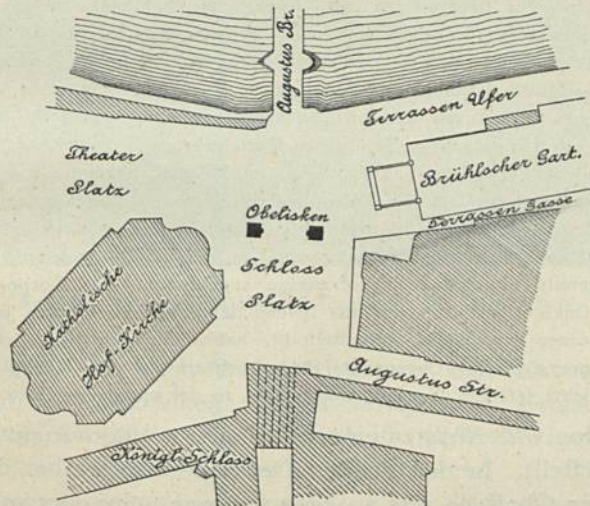 Augustus Br.
Terrassen Ufer
Theater
Platz
Brühlscher Gart.
Terrassen Gasse
Obelisken
Schloss
Platz
Katholische
Hof-Kirche
Augustus Str.
Königl. Schloss